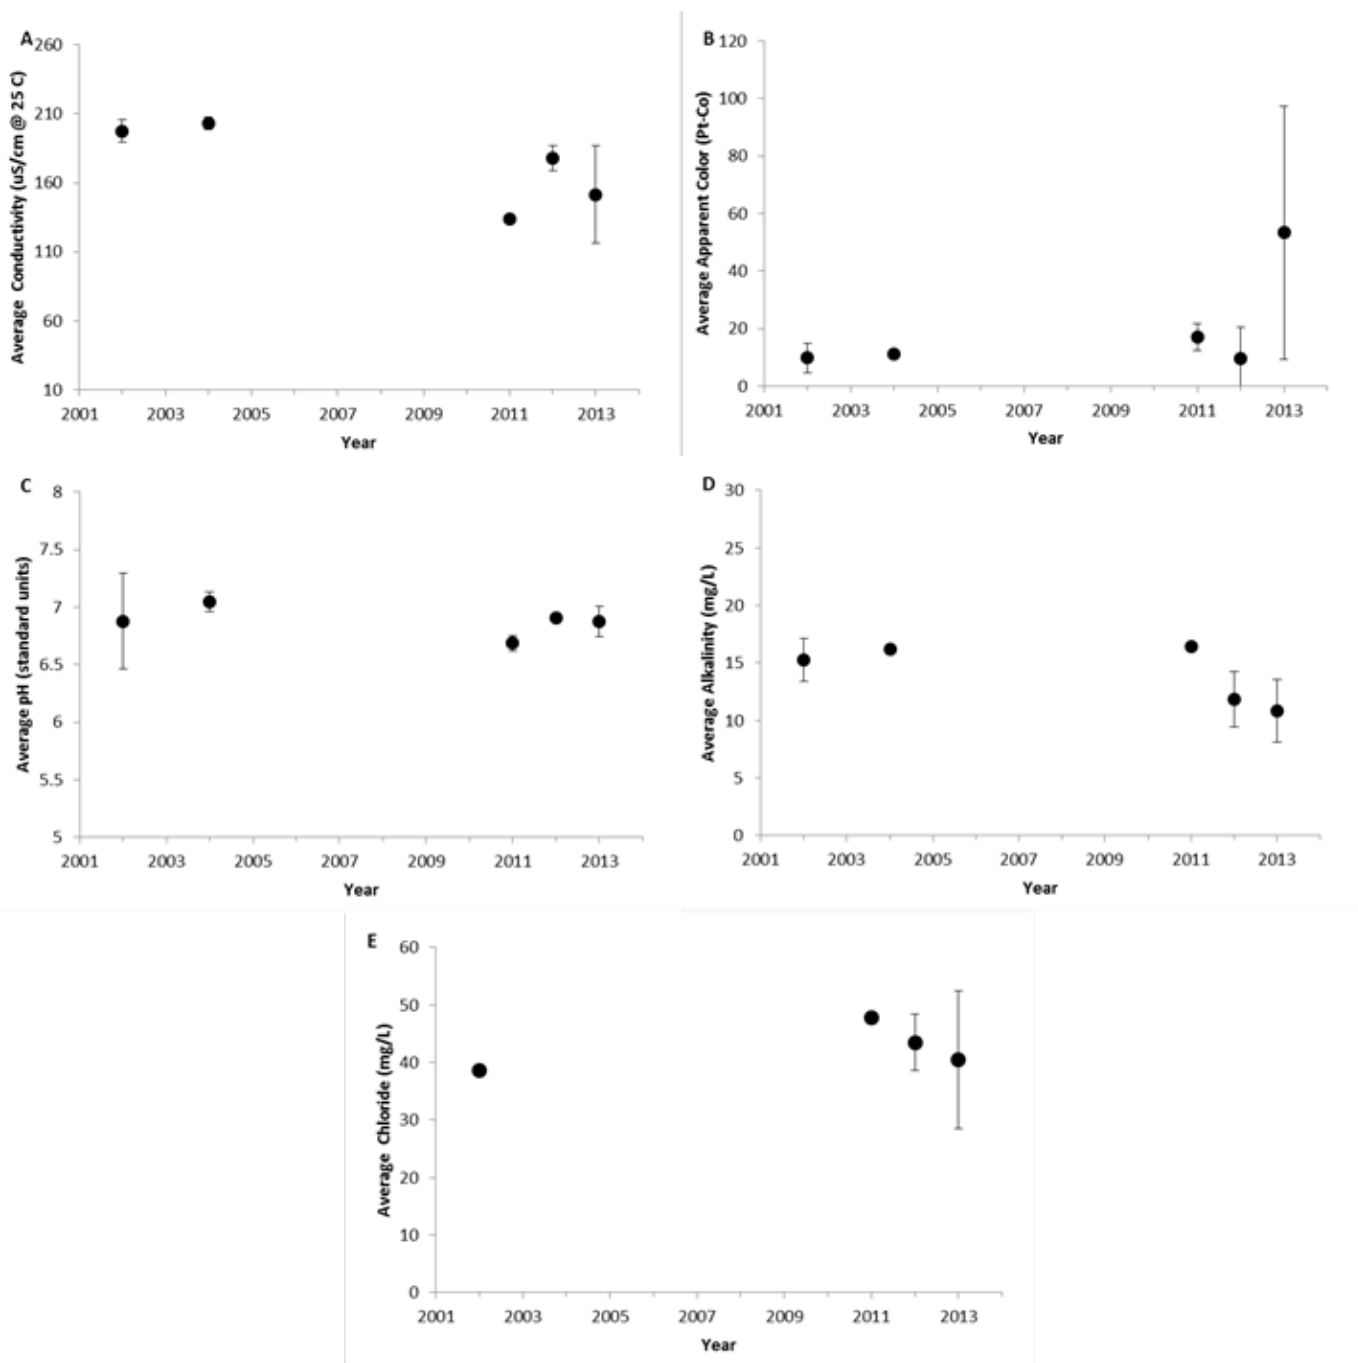 A
Average Conductivity (uS/cm @ 25 C)
260
210
160
110
60
10
2001 2003 2005 2007 2009 2011 2013
Year
B
Average Apparent Color (Pt-Co)
120
100
80
60
40
20
0
2001 2003 2005 2007 2009 2011 2013
Year
C
Average pH (standard units)
8
7.5
7
6.5
6
5.5
5
2001 2003 2005 2007 2009 2011 2013
Year
D
Average Alkalinity (mg/L)
30
25
20
15
10
5
0
2001 2003 2005 2007 2009 2011 2013
Year
E
Average Chloride (mg/L)
60
50
40
30
20
10
0
2001 2003 2005 2007 2009 2011 2013
Year